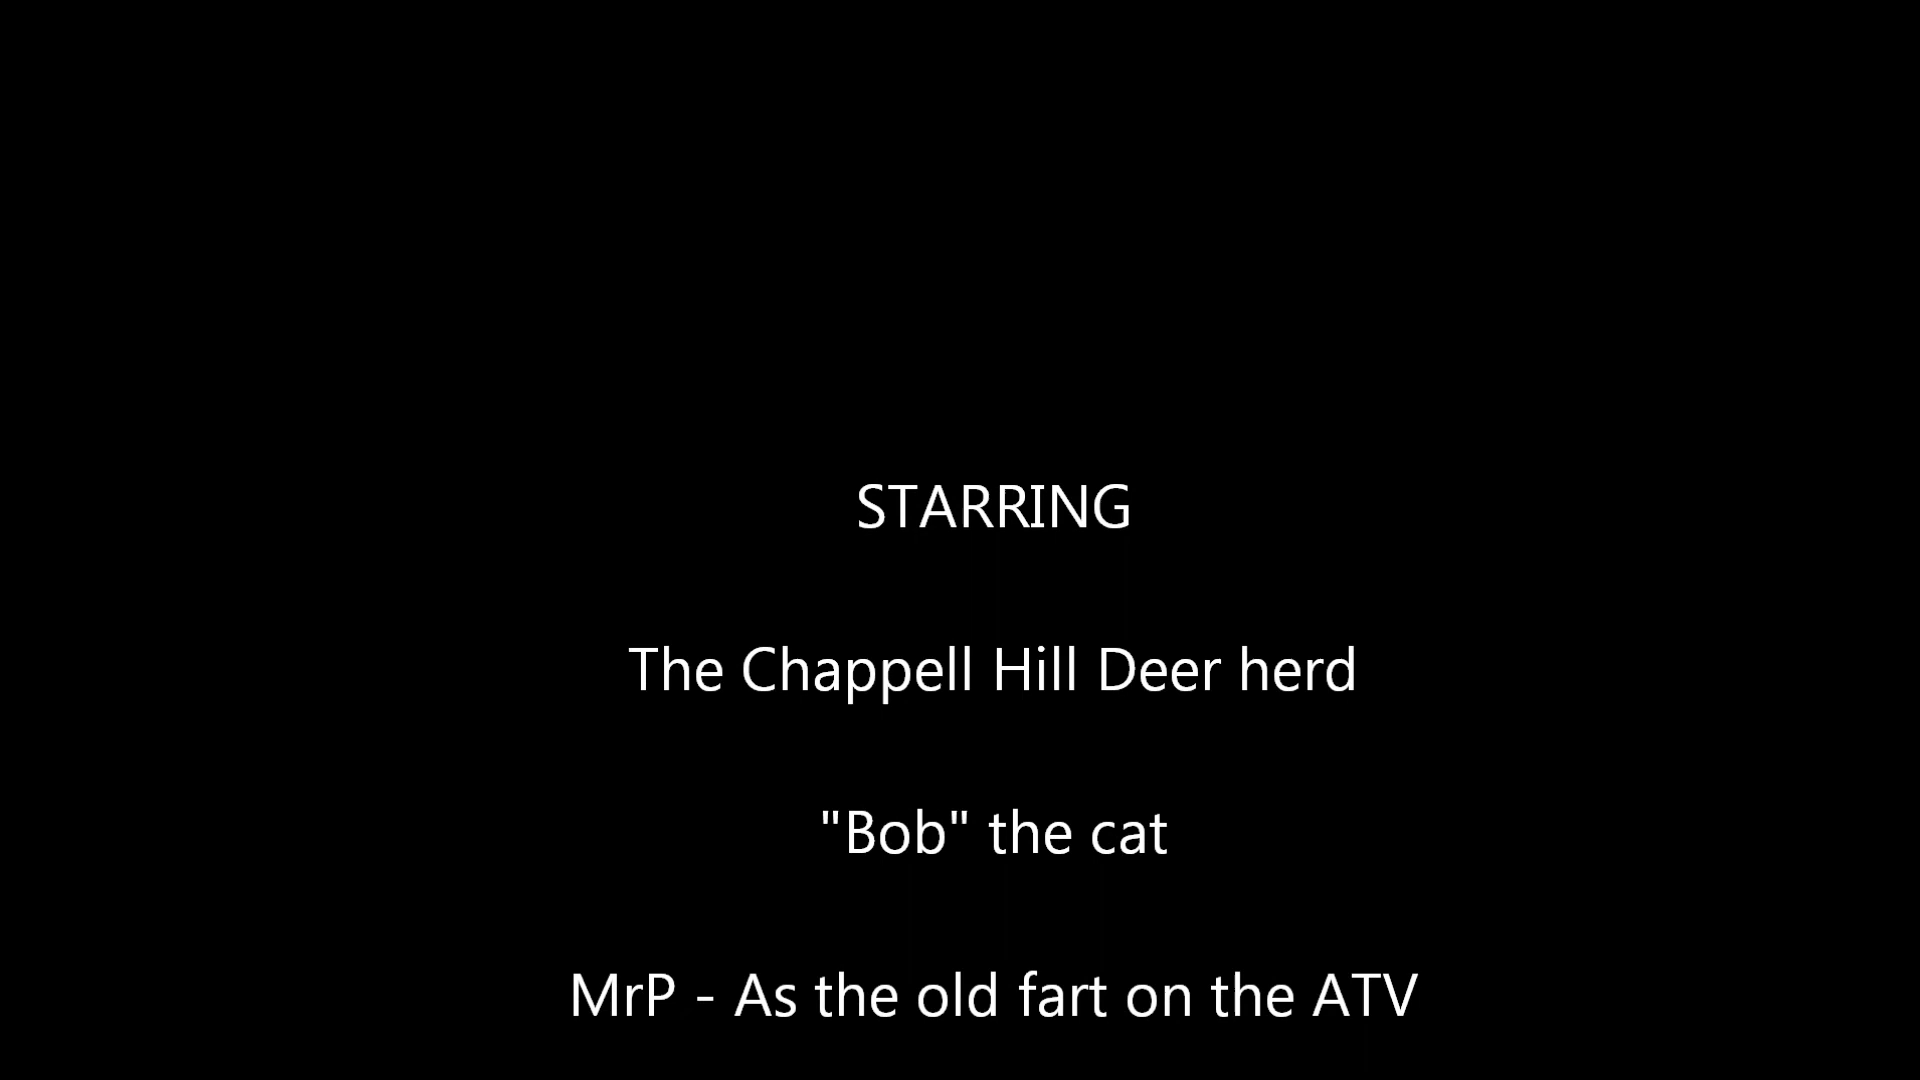 STARRING
The Chappell Hill Deer herd
"Bob" the cat
MrP - As the old fart on the ATV